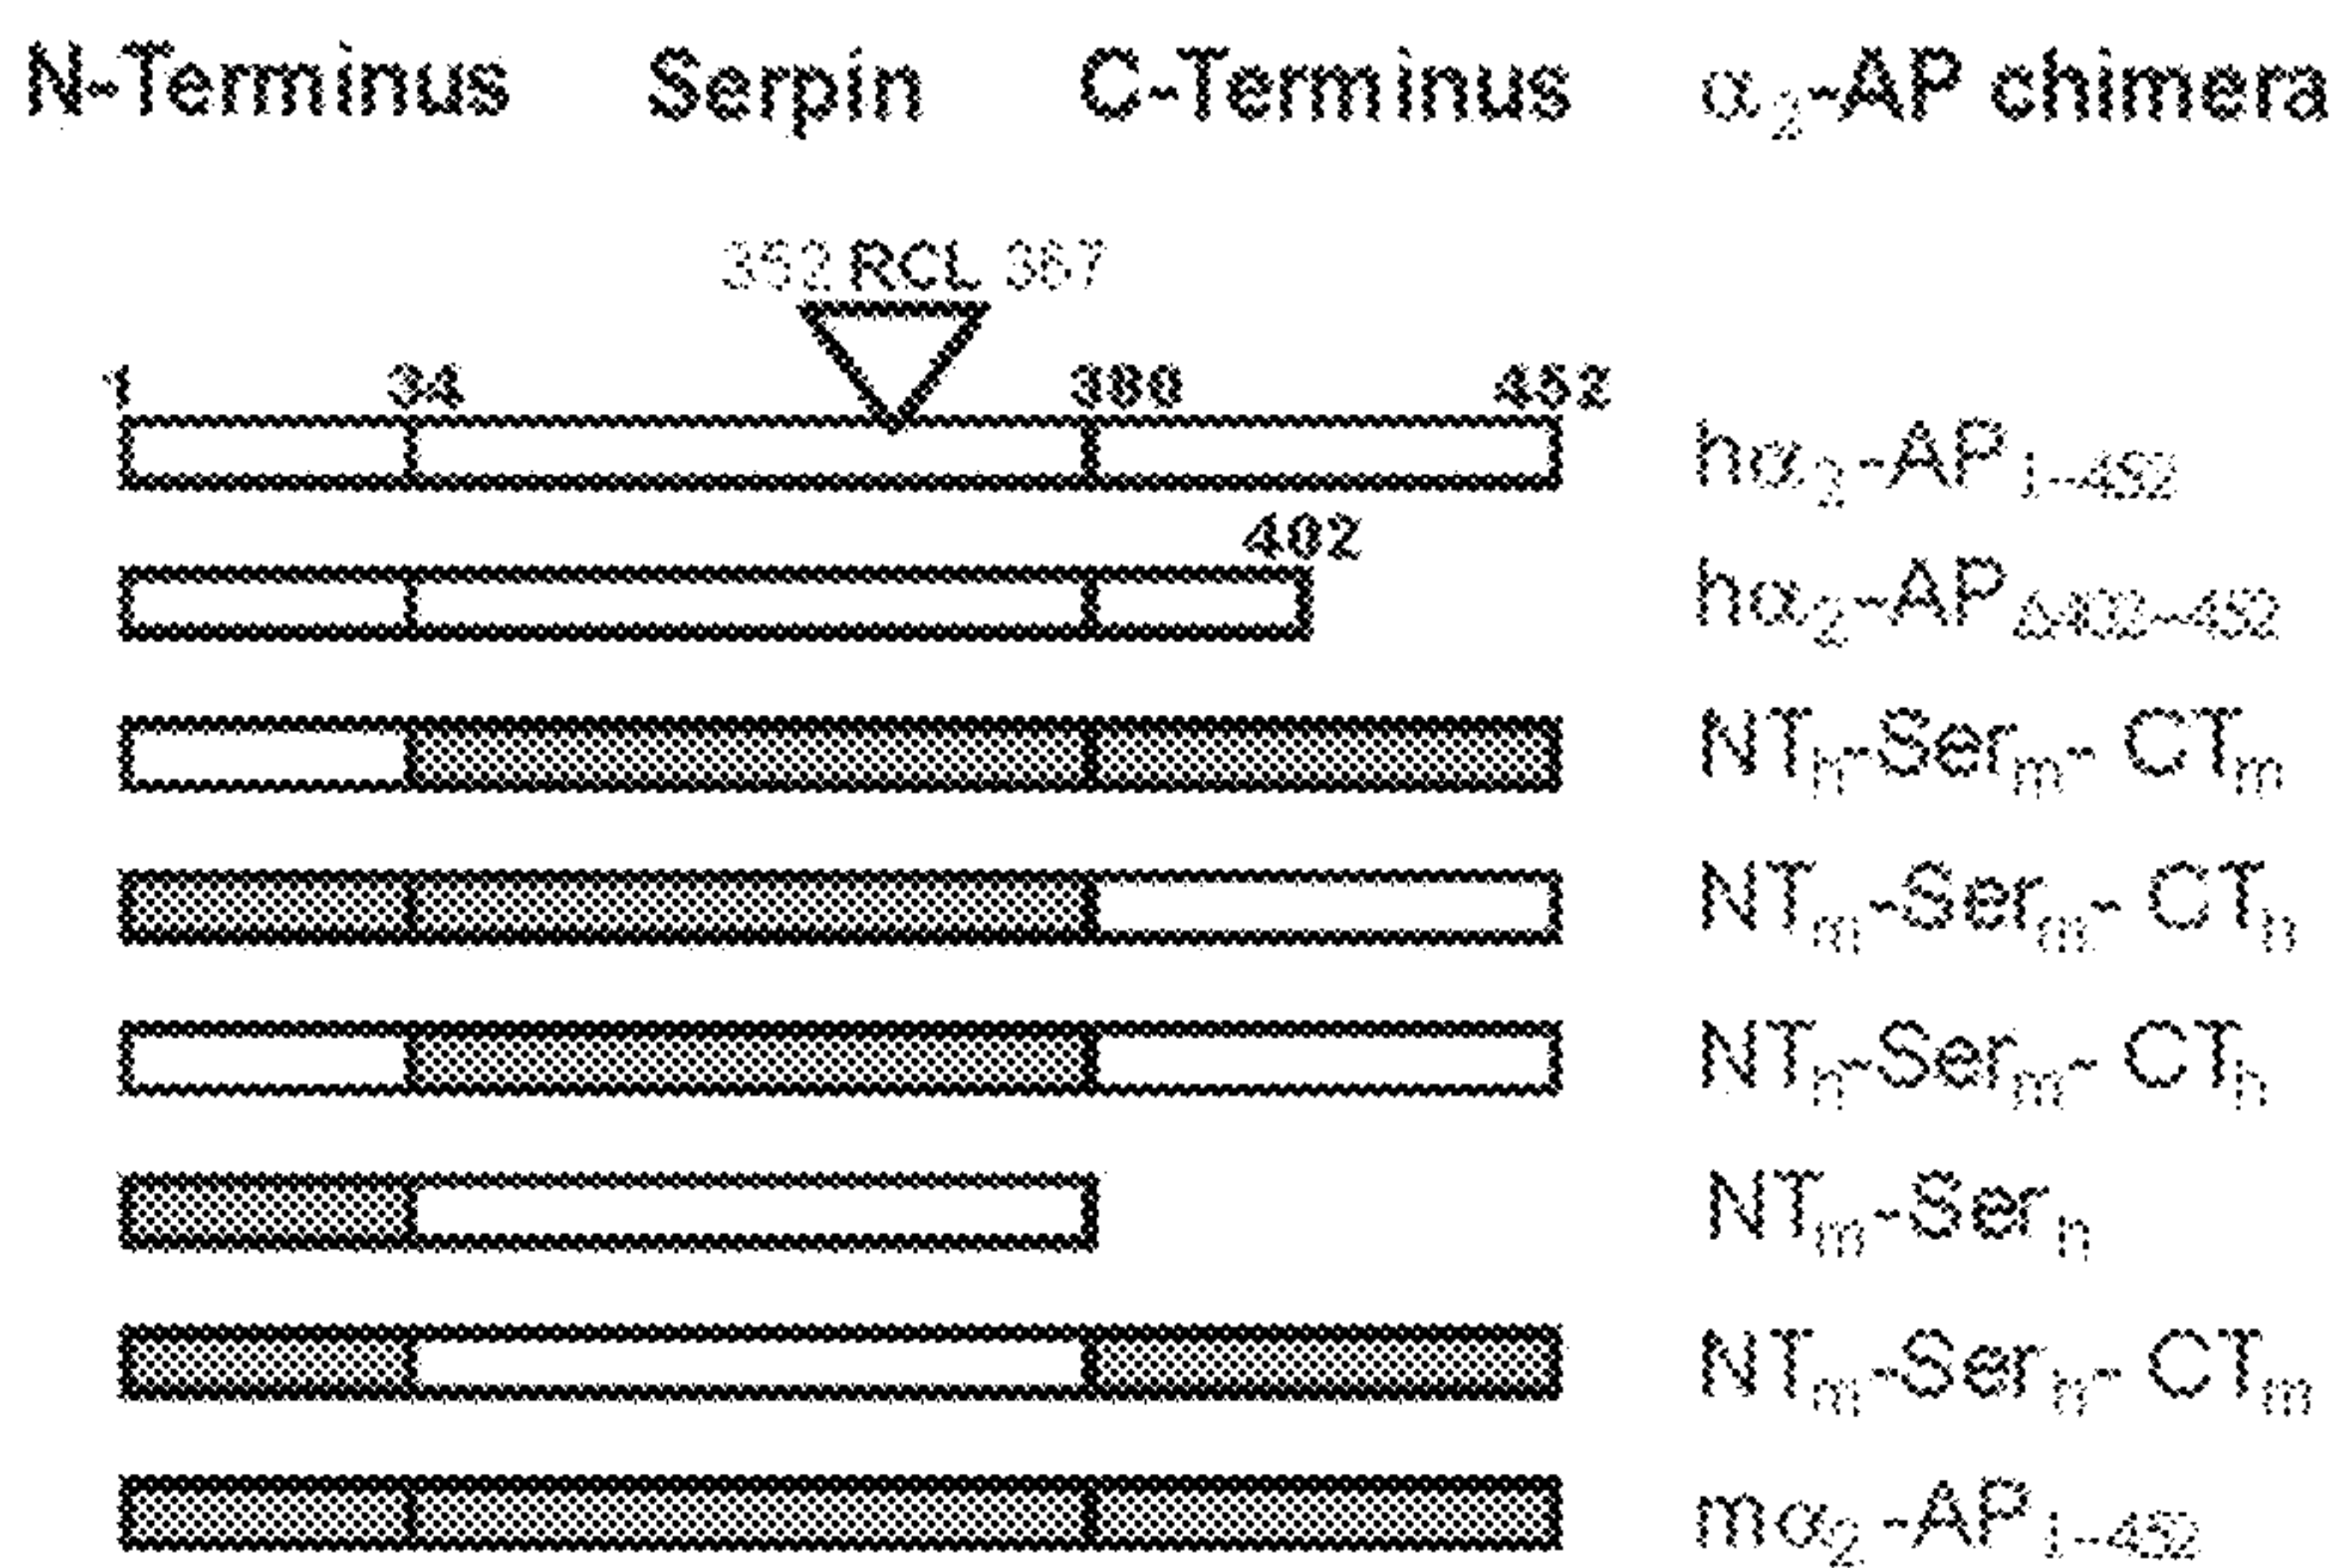 N-Terminus Serpin C-Terminus α2-AP chimera
352 RCL 367
1 34 380 452
hα2-AP1-452
402
hα2-APΔ402-452
NTh-Serm- CTm
NTm-Serm- CTh
NTh-Serm- CTh
NTm-Serh
NTm-Serh- CTm
mα2-AP1-452